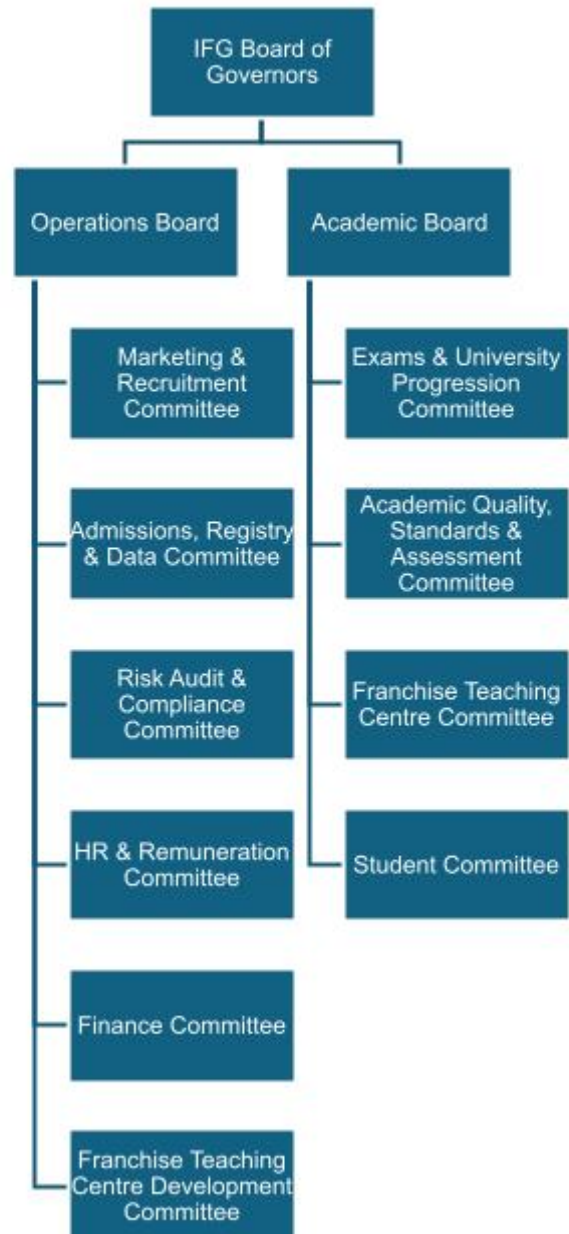 IFG Board of
Governors
Operations Board
Academic Board
Marketing &
Recruitment
Committee
Admissions, Registry
& Data Committee
Risk Audit &
Compliance
Committee
HR & Remuneration
Committee
Finance Committee
Franchise Teaching
Centre Development
Committee
Exams & University
Progression
Committee
Academic Quality,
Standards &
Assessment
Committee
Franchise Teaching
Centre Committee
Student Committee